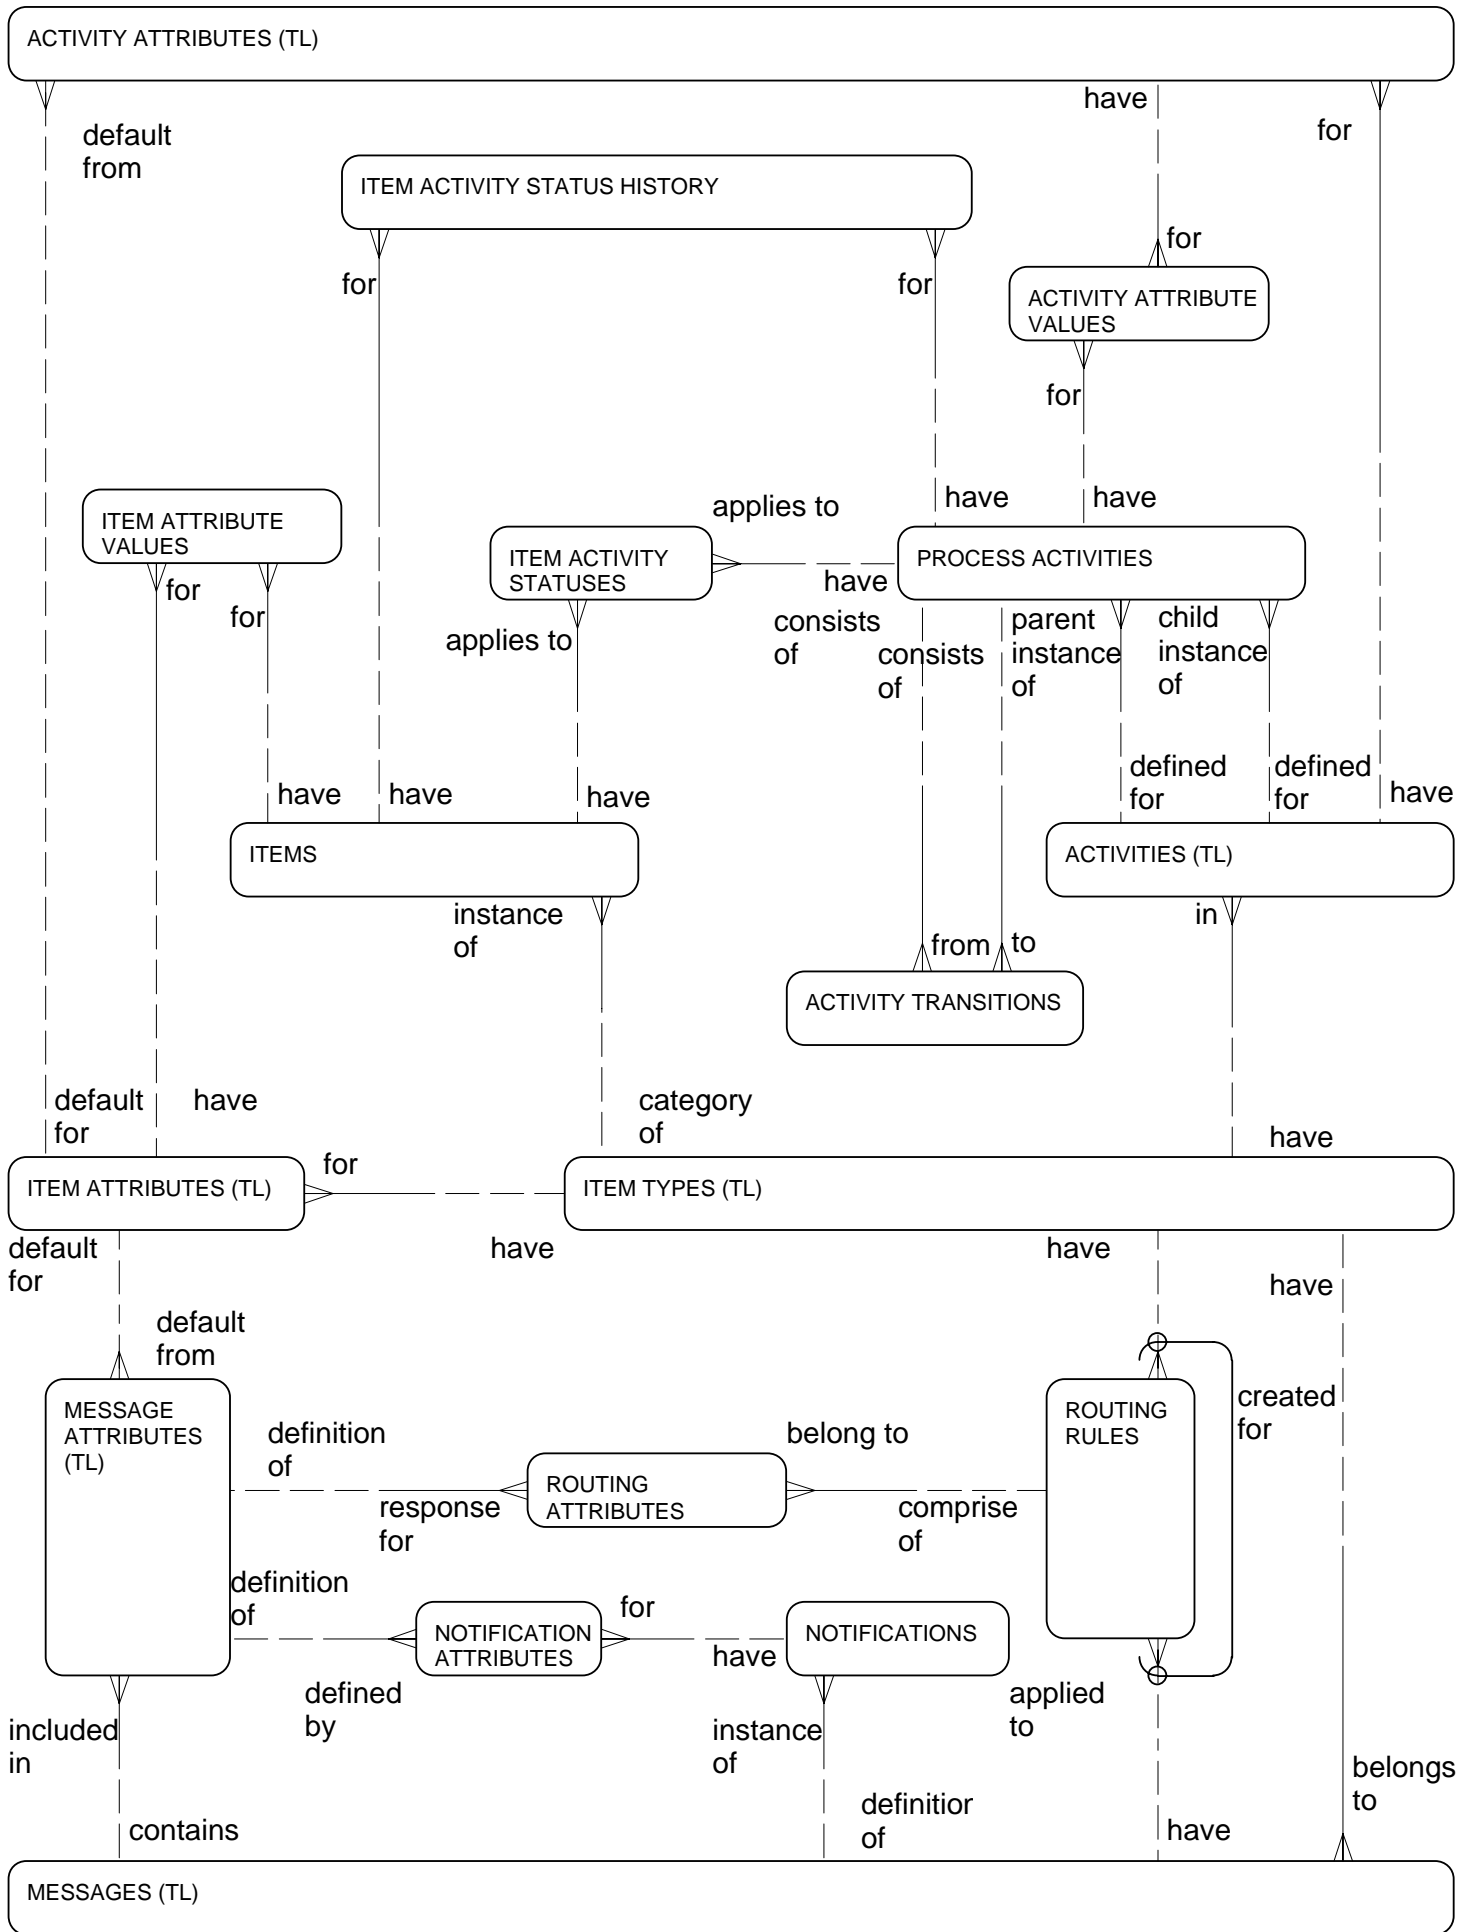 ACTIVITY ATTRIBUTES (TL)
have
default
from
for
ITEM ACTIVITY STATUS HISTORY
for
for
for
ACTIVITY ATTRIBUTE
VALUES
for
ITEM ATTRIBUTE
VALUES
applies to
have
have
ITEM ACTIVITY
STATUSES
PROCESS ACTIVITIES
have
for
for
applies to
consists
of
consists
of
parent
instance
of
child
instance
of
defined
for
defined
for
have
have
have
have
ITEMS
ACTIVITIES (TL)
instance
of
in
from
to
ACTIVITY TRANSITIONS
default
for
have
category
of
have
ITEM ATTRIBUTES (TL)
for
ITEM TYPES (TL)
default
for
have
have
have
default
from
MESSAGE
ATTRIBUTES
(TL)
definition
of
belong to
ROUTING
RULES
created
for
response
for
ROUTING
ATTRIBUTES
comprise
of
definition
of
for
NOTIFICATION
ATTRIBUTES
NOTIFICATIONS
have
defined
by
applied
to
included
in
instance
of
belongs
to
contains
definitior
of
have
MESSAGES (TL)